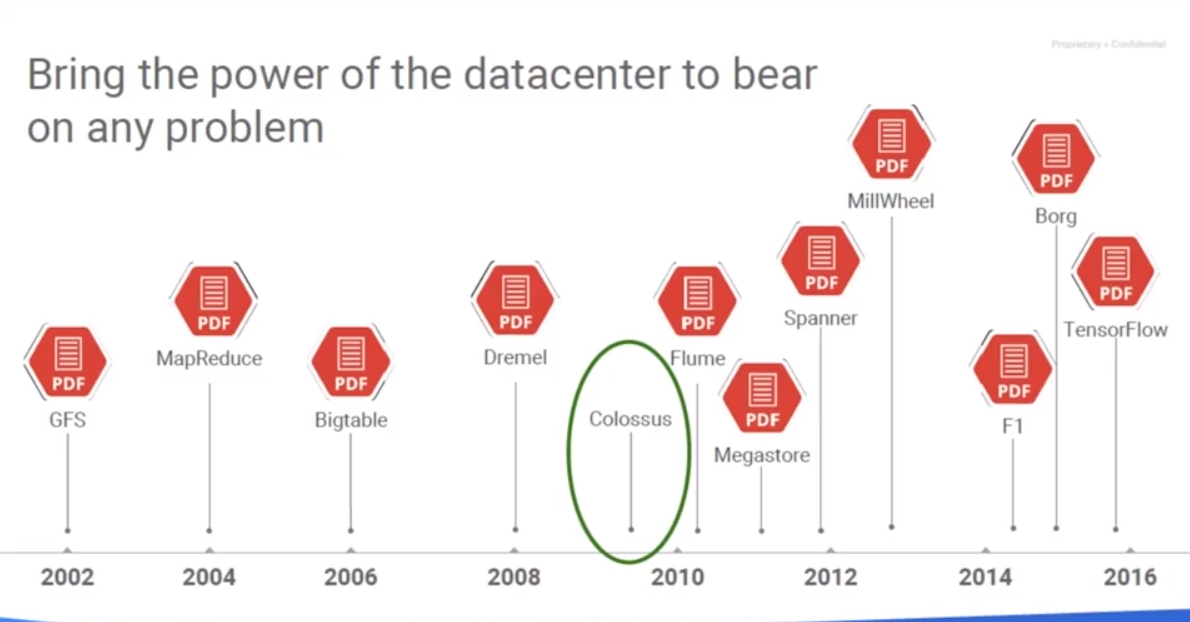 Proprietary + Confidential
Bring the power of the datacenter to bear
on any problem
PDF
MillWheel
PDF
Borg
PDF
Spanner
PDF
TensorFlow
PDF
MapReduce
PDF
Dremel
PDF
Flume
PDF
GFS
PDF
Bigtable
Colossus
PDF
Megastore
PDF
F1
2002 2004 2006 2008 2010 2012 2014 2016